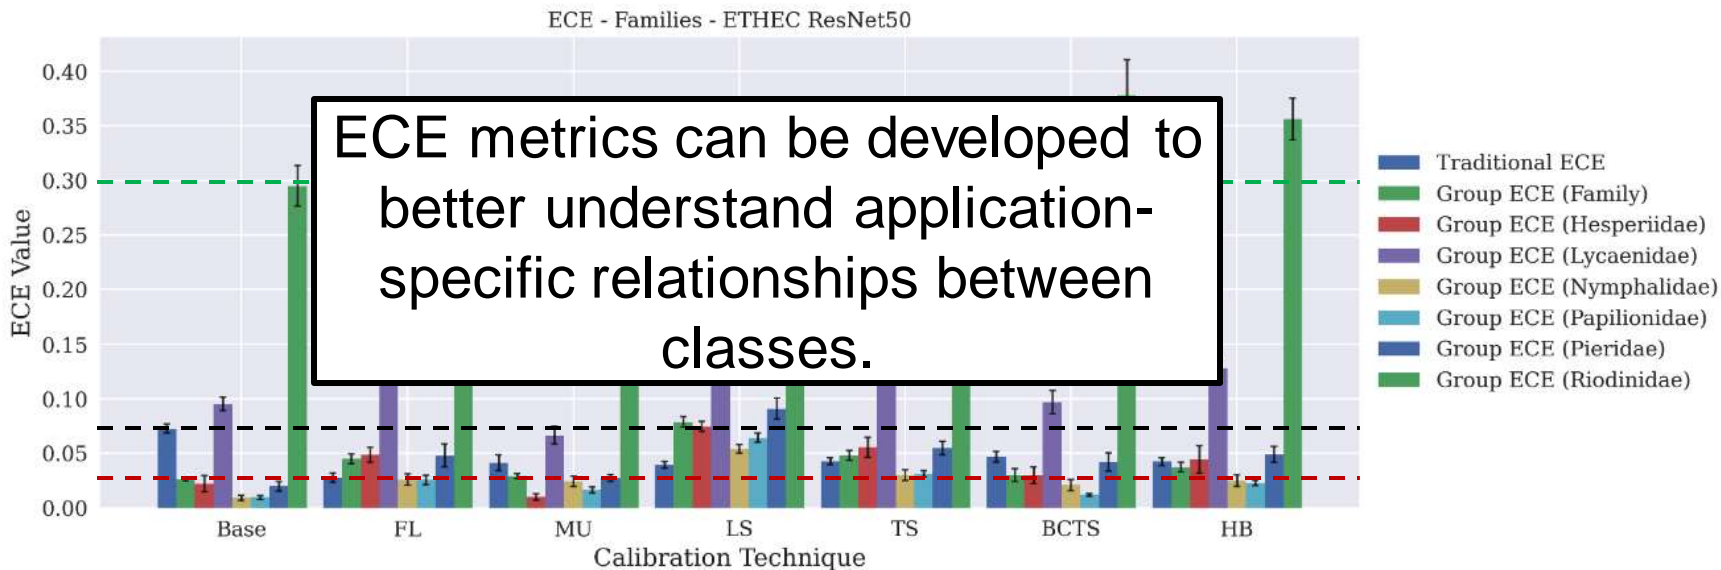 ECE - Families - ETHEC ResNet50
0.40
0.35
0.30
0.25
0.20
0.15
0.10
0.05
0.00
ECE Value
ECE metrics can be developed to
better understand application-
specific relationships between
classes.
Traditional ECE
Group ECE (Family)
Group ECE (Hesperiidae)
Group ECE (Lycaenidae)
Group ECE (Nymphalidae)
Group ECE (Papilionidae)
Group ECE (Pieridae)
Group ECE (Riodinidae)
Base FL MU LS TS BCTS HB
Calibration Technique